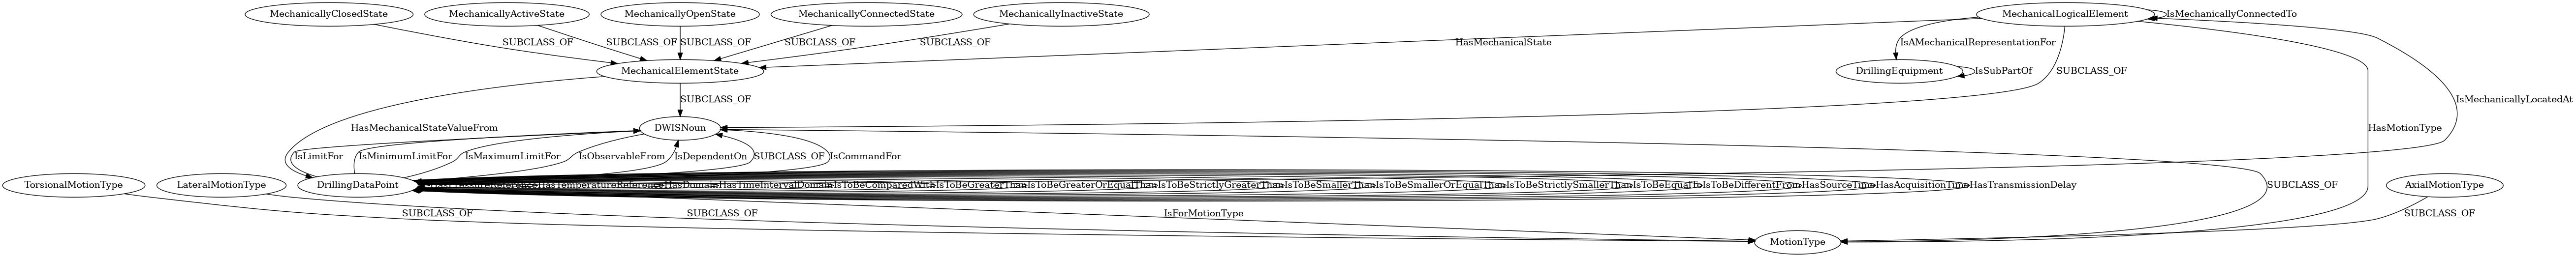 MechanicallyClosedState MechanicallyActiveState MechanicallyOpenState MechanicallyConnectedState MechanicallyInactiveState MechanicalLogicalElement IsMechanicallyConnectedTo
SUBCLASS_OF SUBCLASS_OF SUBCLASS_OF SUBCLASS_OF SUBCLASS_OF HasMechanicalState IsAMechanicalRepresentationFor
MechanicalElementState DrillingEquipment IsSubPartOf SUBCLASS_OF
SUBCLASS_OF IsMechanicallyLocatedAt
HasMechanicalStateValueFrom DWISNoun HasMotionType
IsLimitFor IsMinimumLimitFor IsMaximumLimitFor IsObservableFrom IsDependentOn SUBCLASS_OF IsCommandFor
TorsionalMotionType LateralMotionType DrillingDataPoint HasPressureReference HasTemperatureReference HasDomain HasTimeIntervalDomain IsToBeComparedWith IsToBeGreaterThan IsToBeGreaterOrEqualThan IsToBeStrictlyGreaterThan IsToBeSmallerThan IsToBeSmallerOrEqualThan IsToBeStrictlySmallerThan IsToBeEqualTo IsToBeDifferentFrom HasSourceTime HasAcquisitionTime HasTransmissionDelay SUBCLASS_OF AxialMotionType
SUBCLASS_OF SUBCLASS_OF IsForMotionType SUBCLASS_OF
MotionType